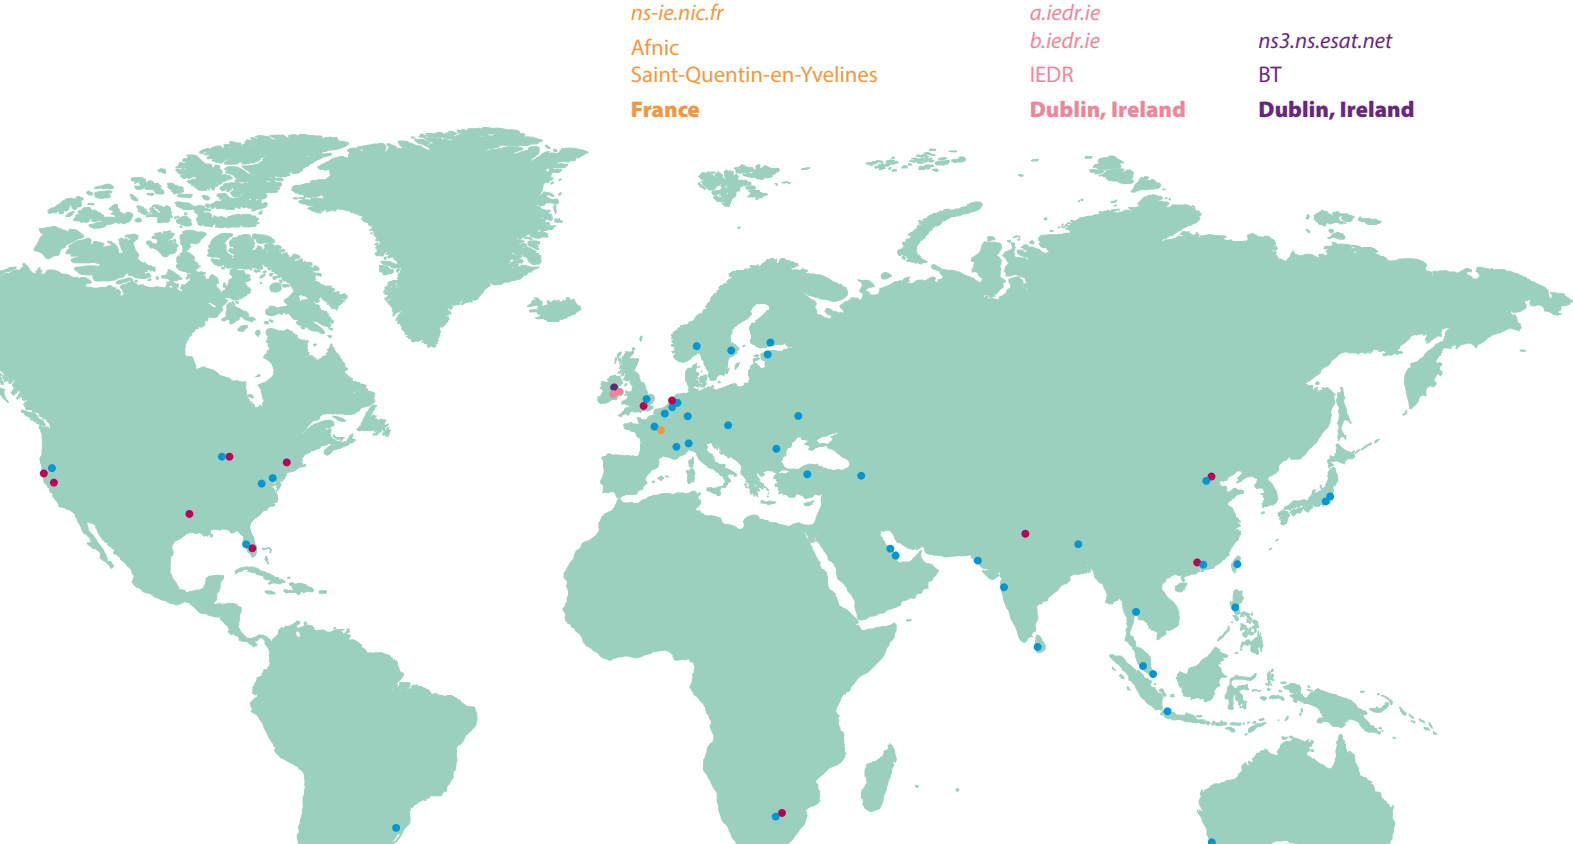 ns-ie.nic.fr
Afnic
Saint-Quentin-en-Yvelines
France
a.iedr.ie
b.iedr.ie
IEDR
Dublin, Ireland
ns3.ns.esat.net
BT
Dublin, Ireland